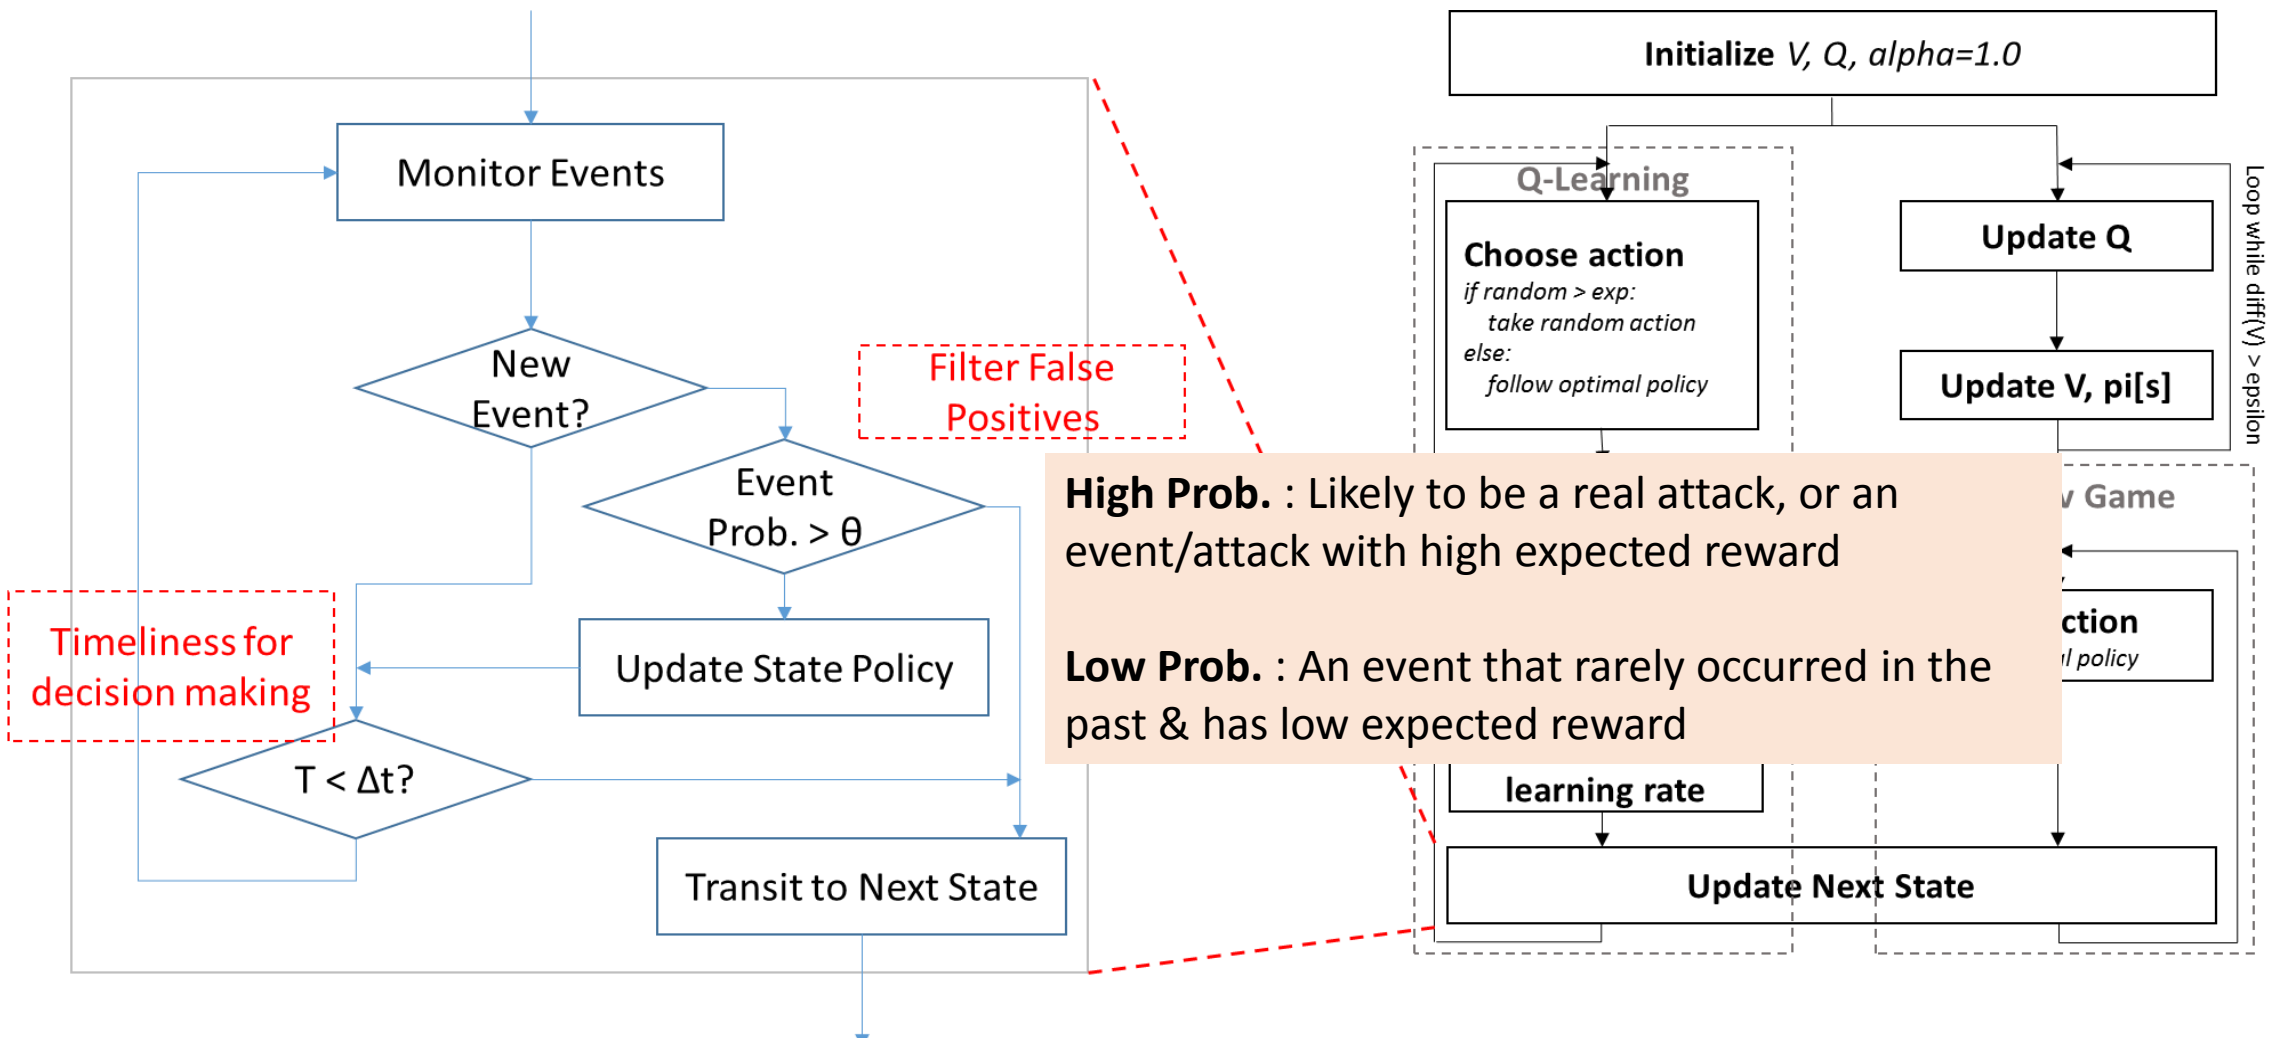 Monitor Events
New
Event?
Filter False
Positives
Event
Prob. > θ
Timeliness for
decision making
Update State Policy
T < Δt?
Transit to Next State
Initialize V, Q, alpha=1.0
Q-Learning
Choose action
if random > exp:
take random action
else:
follow optimal policy
Update Q
Update V, pi[s]
Loop while diff(V) > epsilon
High Prob. : Likely to be a real attack, or an
event/attack with high expected reward
Low Prob. : An event that rarely occurred in the
past & has low expected reward
Game
policy
learning rate
Update Next State